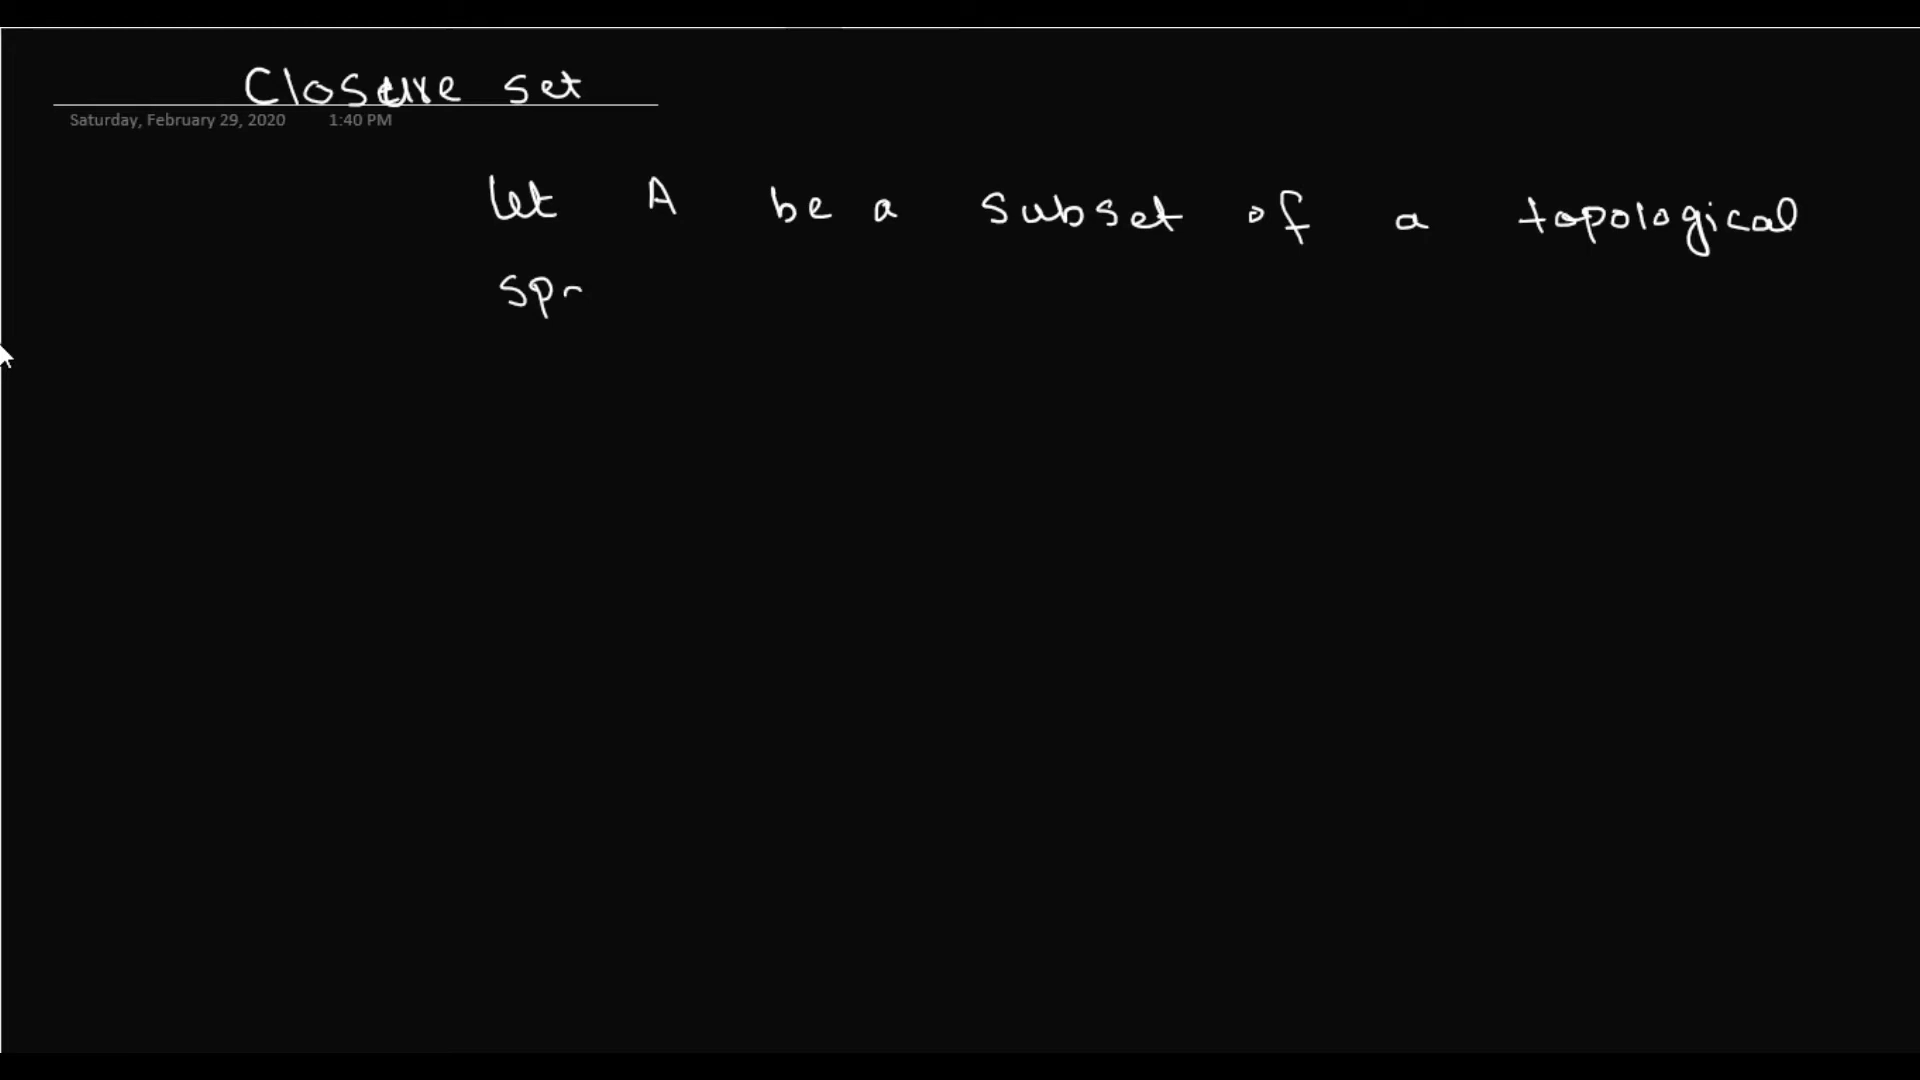 Closure set
Saturday, February 29, 2020 1:40 PM
let A be a subset of a topological